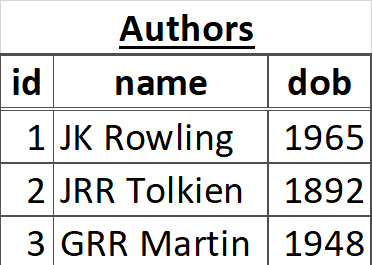 Authors
id name dob
1 JK Rowling 1965
2 JRR Tolkien 1892
3 GRR Martin 1948